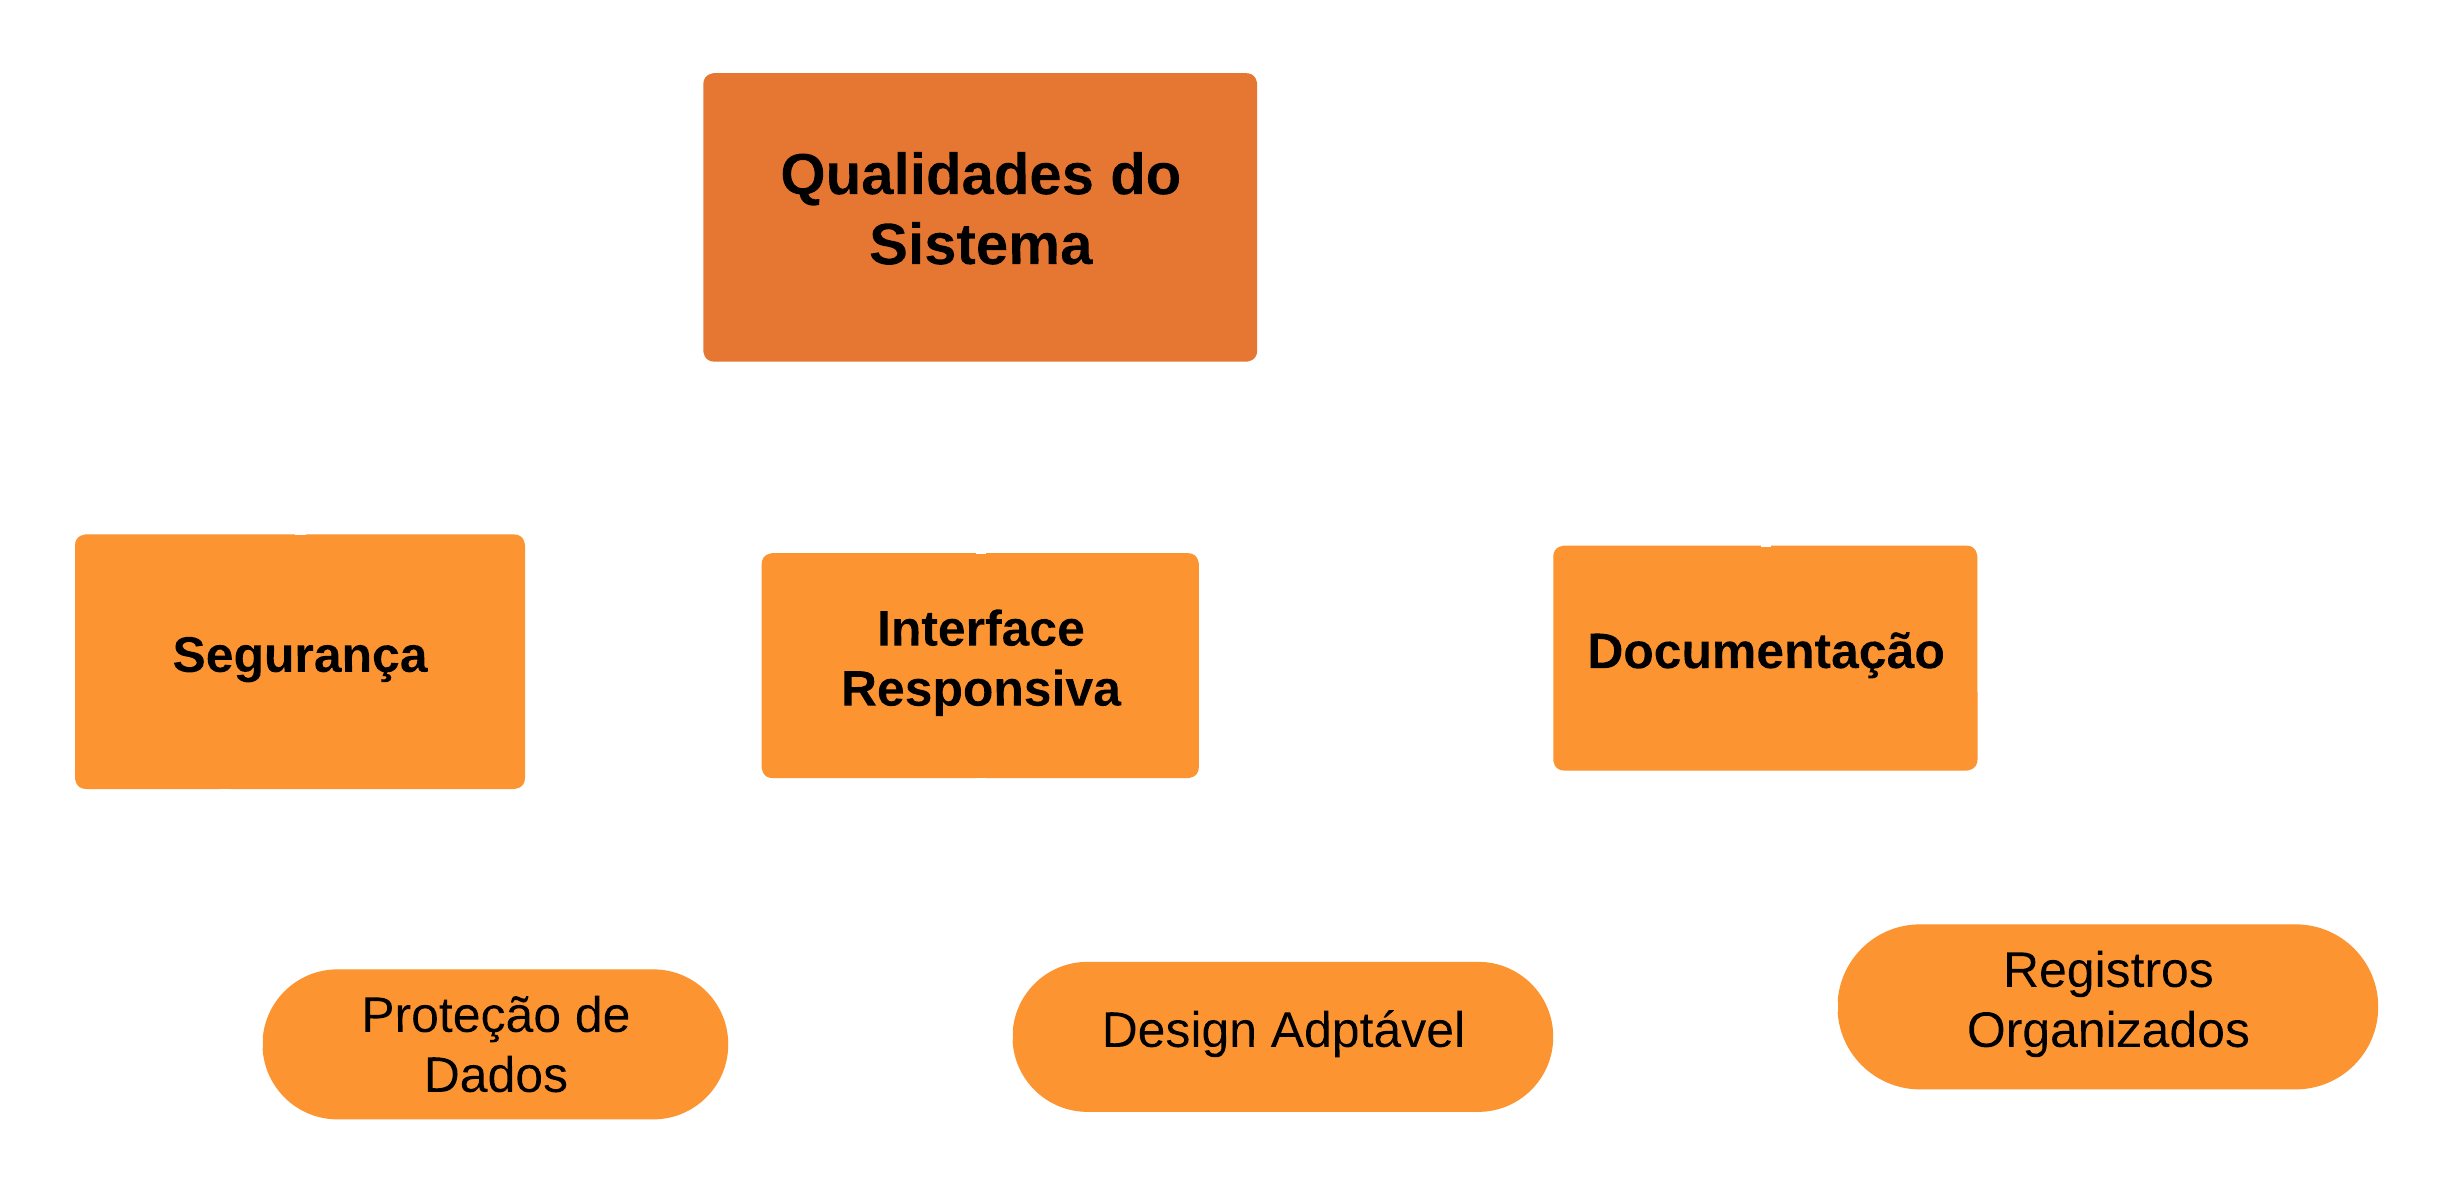 Qualidades do
Sistema
Segurança
Interface
Responsiva
Documentação
Proteção de
Dados
Design Adptável
Registros
Organizados